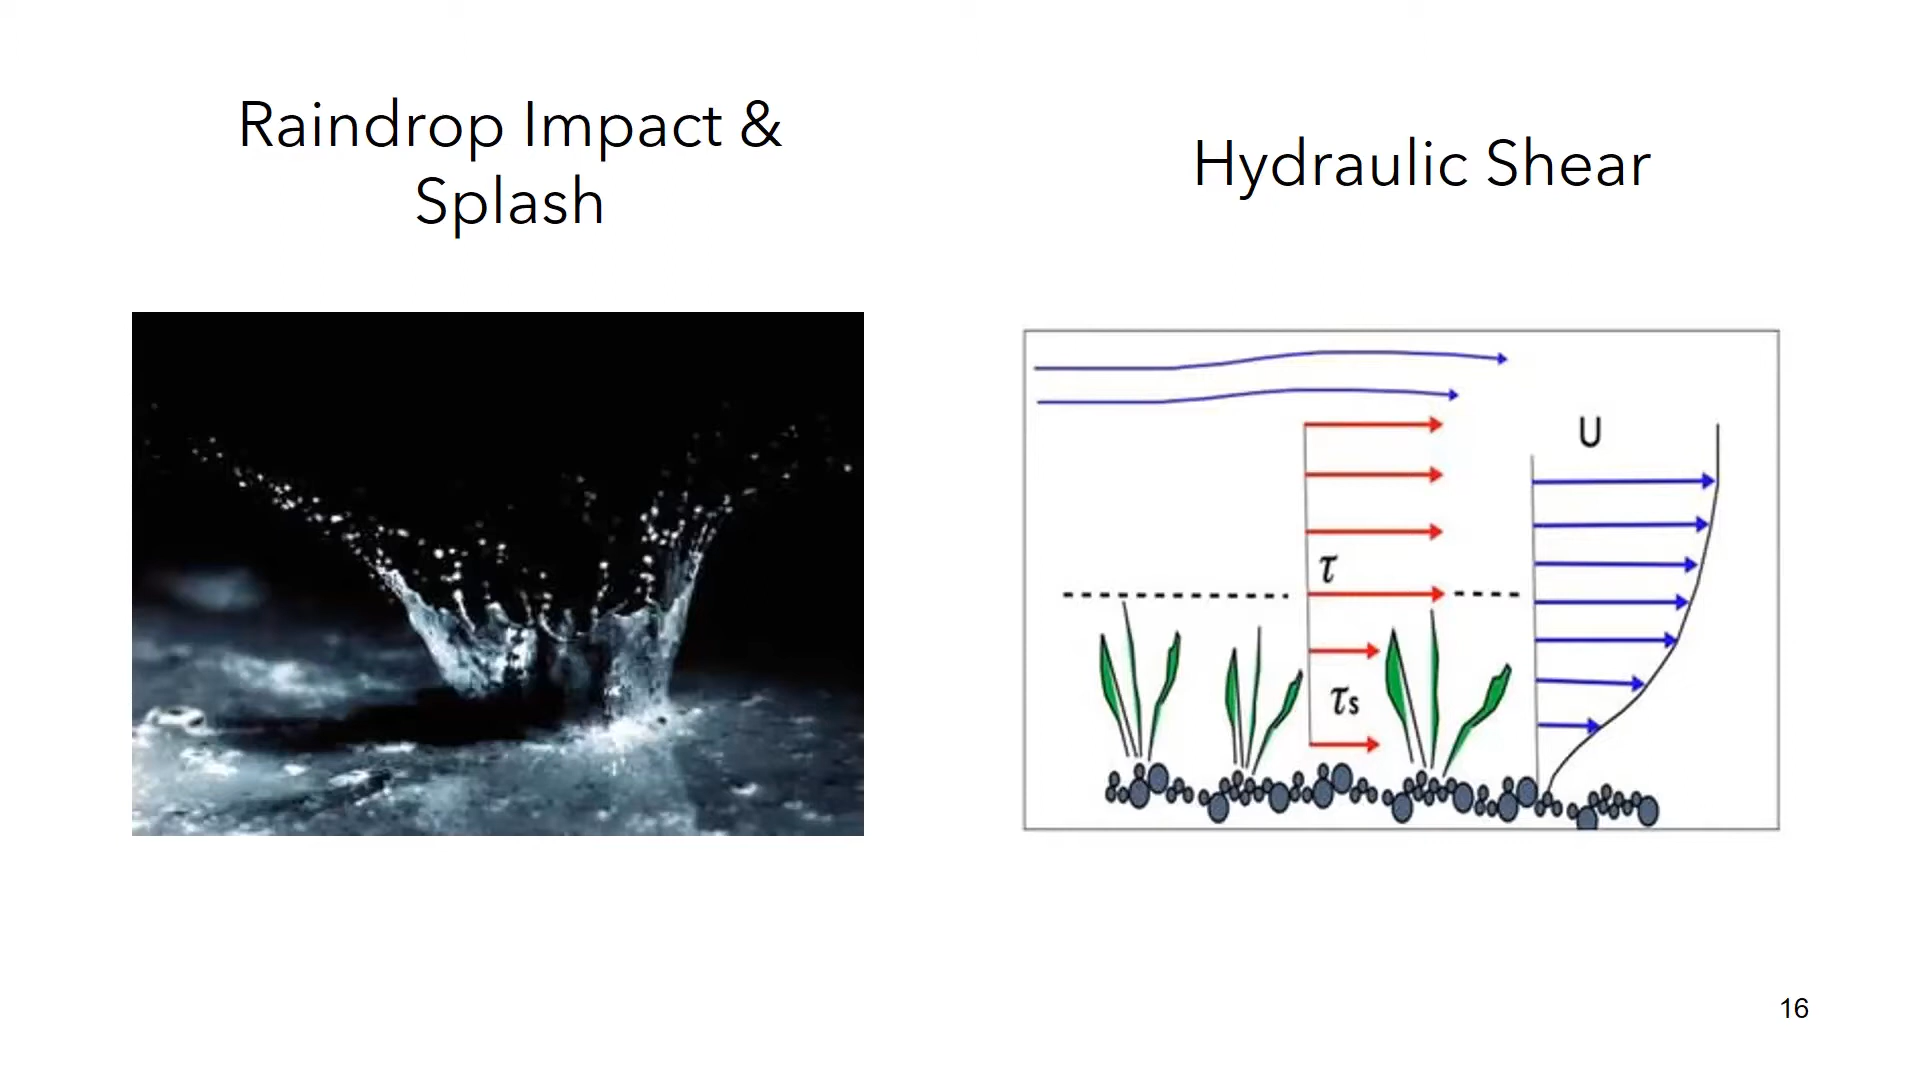 Raindrop Impact &
Splash
Hydraulic Shear
U
τ
τs
16